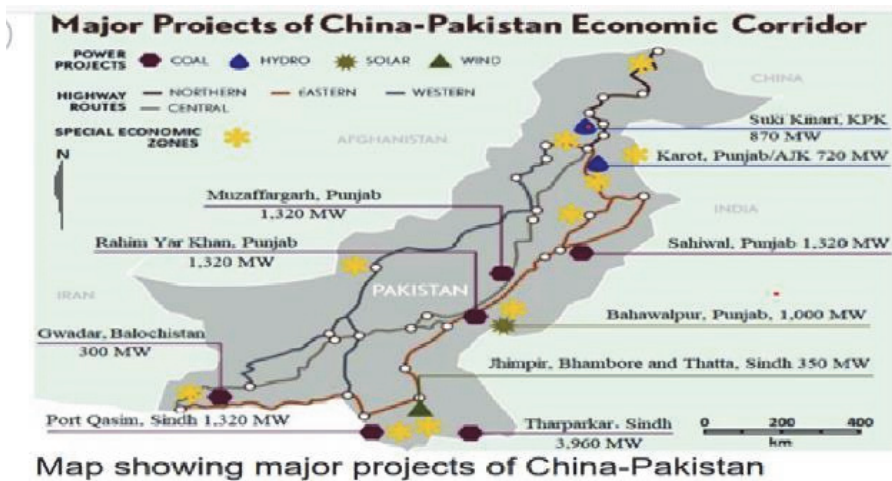 Major Projects of China-Pakistan Economic Corridor
POWER PROJECTS COAL HYDRO SOLAR WIND
HIGHWAY ROUTES NORTHERN EASTERN WESTERN
CENTRAL
SPECIAL ECONOMIC ZONES
N
CHINA
AFGHANISTAN
Suki Kinari, KPK
870 MW
Karot, Punjab/AJK 720 MW
Muzaffargarh, Punjab
1,320 MW
INDIA
Rahim Yar Khan, Punjab
1,320 MW
Sahiwal, Punjab 1,320 MW
PAKISTAN
IRAN
Bahawalpur, Punjab, 1,000 MW
Gwadar, Balochistan
300 MW
Jhimpir, Bhambore and Thatta, Sindh 350 MW
Port Qasim, Sindh 1,320 MW
Tharparkar, Sindh
3,960 MW
0 200 400
km
Map showing major projects of China-Pakistan